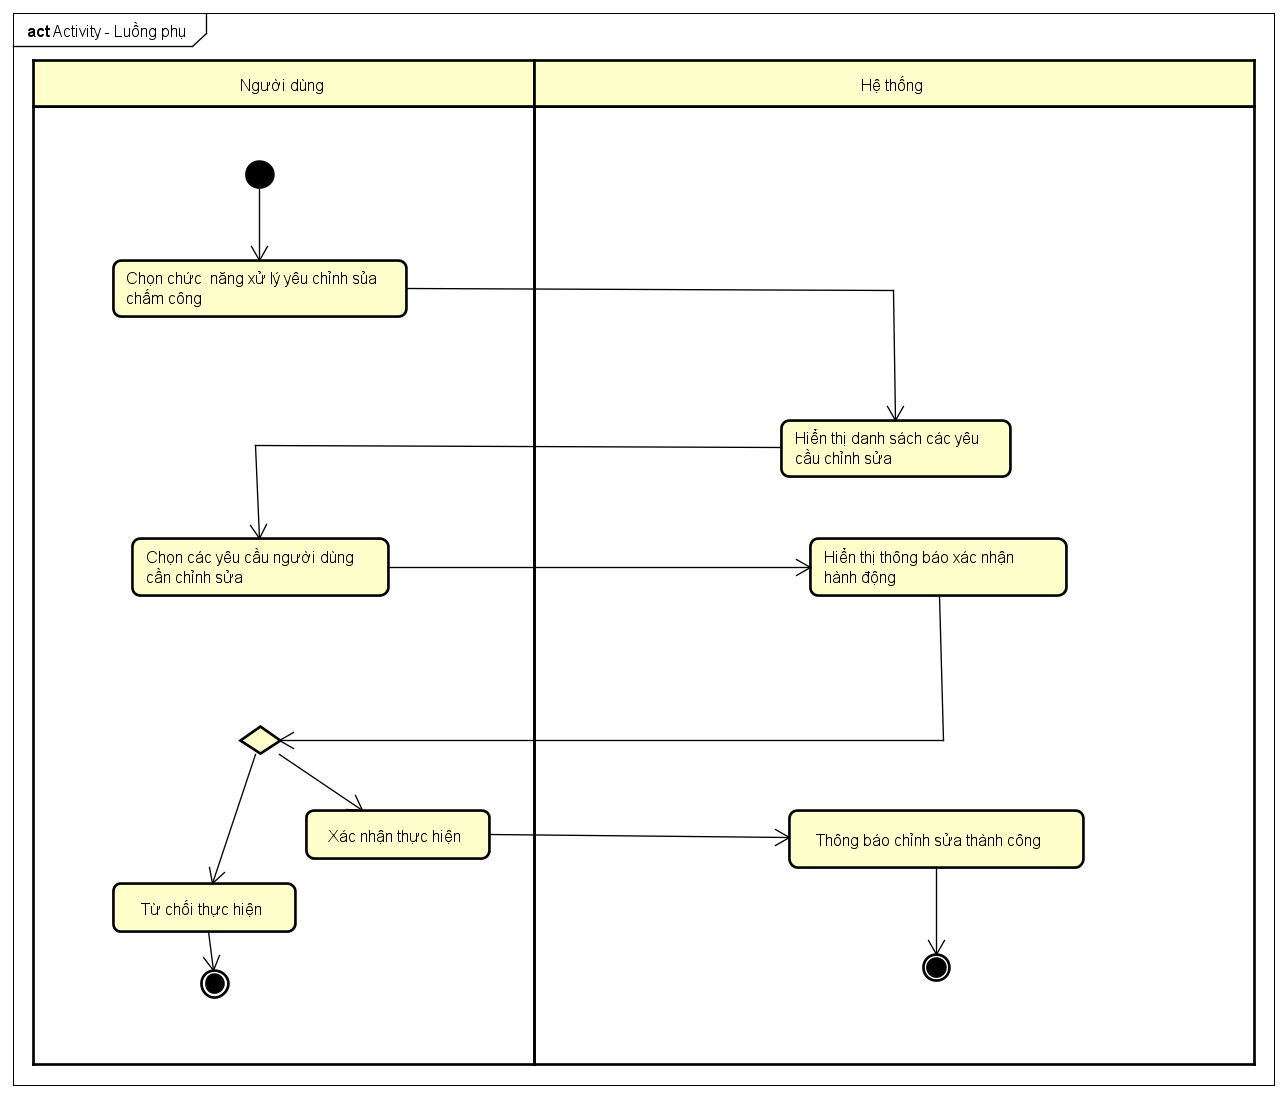 act Activity - Luồng phụ
Người dùng
Hệ thống
Chọn chức năng xử lý yêu chỉnh sủa
chấm công
Hiển thị danh sách các yêu
cầu chỉnh sửa
Chọn các yêu cầu người dùng
cần chỉnh sửa
Hiển thị thông báo xác nhận
hành động
Xác nhận thực hiện
Thông báo chỉnh sửa thành công
Từ chối thực hiện